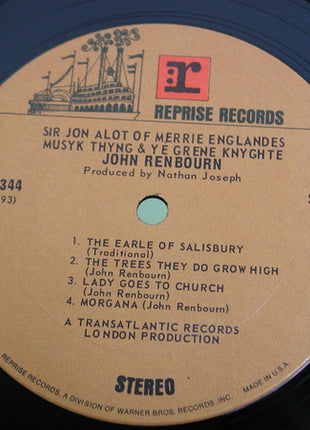 r
REPRISE RECORDS
SIR JON ALOT OF MERRIE ENGLANDES
MUSYK THYNG & YE GRENE KNYGHTE
JOHN RENBOURN
Produced by Nathan Joseph
344
93)
S
1. THE EARLE OF SALISBURY
(Traditional)
2. THE TREES THEY DO GROW HIGH
(John Renbourn)
3. LADY GOES TO CHURCH
(John Renbourn)
4. MORGANA (John Renbourn)
A TRANSATLANTIC RECORDS
LONDON PRODUCTION
STEREO
REPRISE RECORDS, A DIVISION OF WARNER BROS. RECORDS, INC. MADE IN U.S.A.